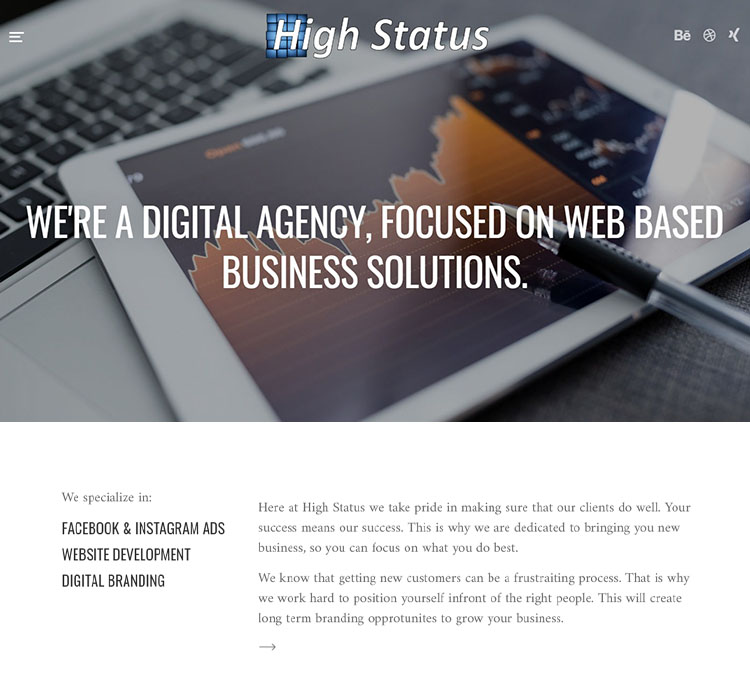 High Status
Bē
WE'RE A DIGITAL AGENCY, FOCUSED ON WEB BASED
BUSINESS SOLUTIONS.
We specialize in:
FACEBOOK & INSTAGRAM ADS
WEBSITE DEVELOPMENT
DIGITAL BRANDING
Here at High Status we take pride in making sure that our clients do well. Your
success means our success. This is why we are dedicated to bringing you new
business, so you can focus on what you do best.
We know that getting new customers can be a frustraiting process. That is why
we work hard to position yourself infront of the right people. This will create
long term branding opprotunites to grow your business.